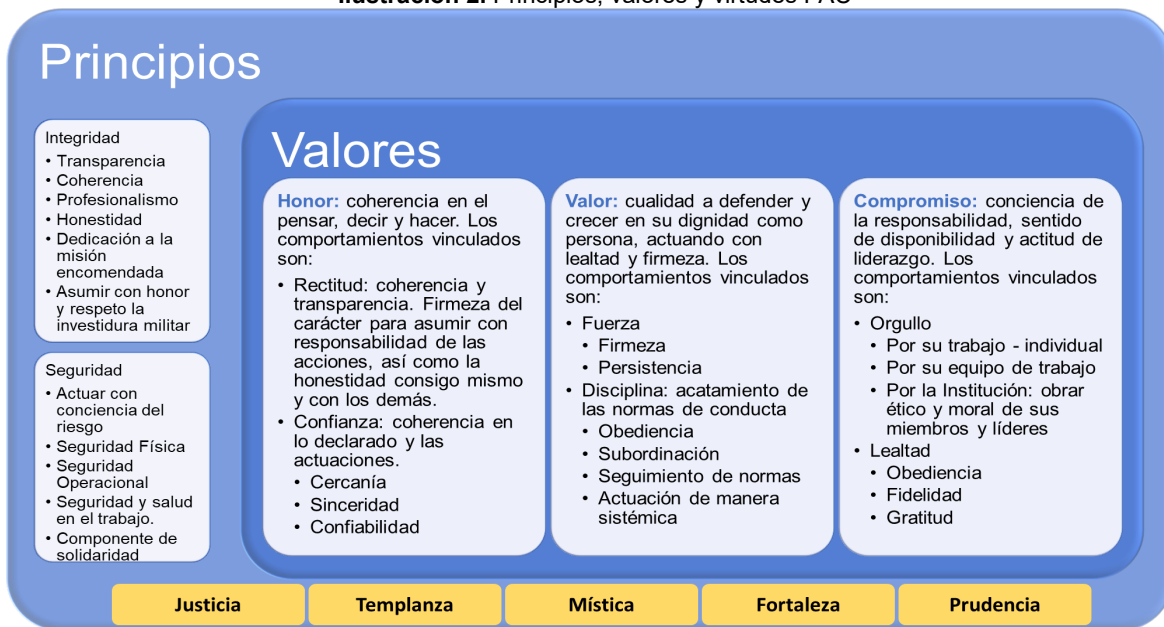 Ilustración 2. Principios, valores y virtudes FAC
Principios
Integridad
• Transparencia
• Coherencia
• Profesionalismo
• Honestidad
• Dedicación a la
misión
encomendada
• Asumir con honor
y respeto la
investidura militar
Seguridad
• Actuar con
conciencia del
riesgo
• Seguridad Física
• Seguridad
Operacional
• Seguridad y salud
en el trabajo.
• Componente de
solidaridad
Valores
Honor: coherencia en el
pensar, decir y hacer. Los
comportamientos vinculados
son:
• Rectitud: coherencia y
transparencia. Firmeza del
carácter para asumir con
responsabilidad de las
acciones, así como la
honestidad consigo mismo
y con los demás.
• Confianza: coherencia en
lo declarado y las
actuaciones.
• Cercanía
• Sinceridad
• Confiabilidad
Valor: cualidad a defender y
crecer en su dignidad como
persona, actuando con
lealtad y firmeza. Los
comportamientos vinculados
son:
• Fuerza
• Firmeza
• Persistencia
• Disciplina: acatamiento de
las normas de conducta
• Obediencia
• Subordinación
• Seguimiento de normas
• Actuación de manera
sistémica
Compromiso: conciencia de
la responsabilidad, sentido
de disponibilidad y actitud de
liderazgo. Los
comportamientos vinculados
son:
• Orgullo
• Por su trabajo - individual
• Por su equipo de trabajo
• Por la Institución: obrar
ético y moral de sus
miembros y líderes
• Lealtad
• Obediencia
• Fidelidad
• Gratitud
Justicia
Templanza
Mística
Fortaleza
Prudencia